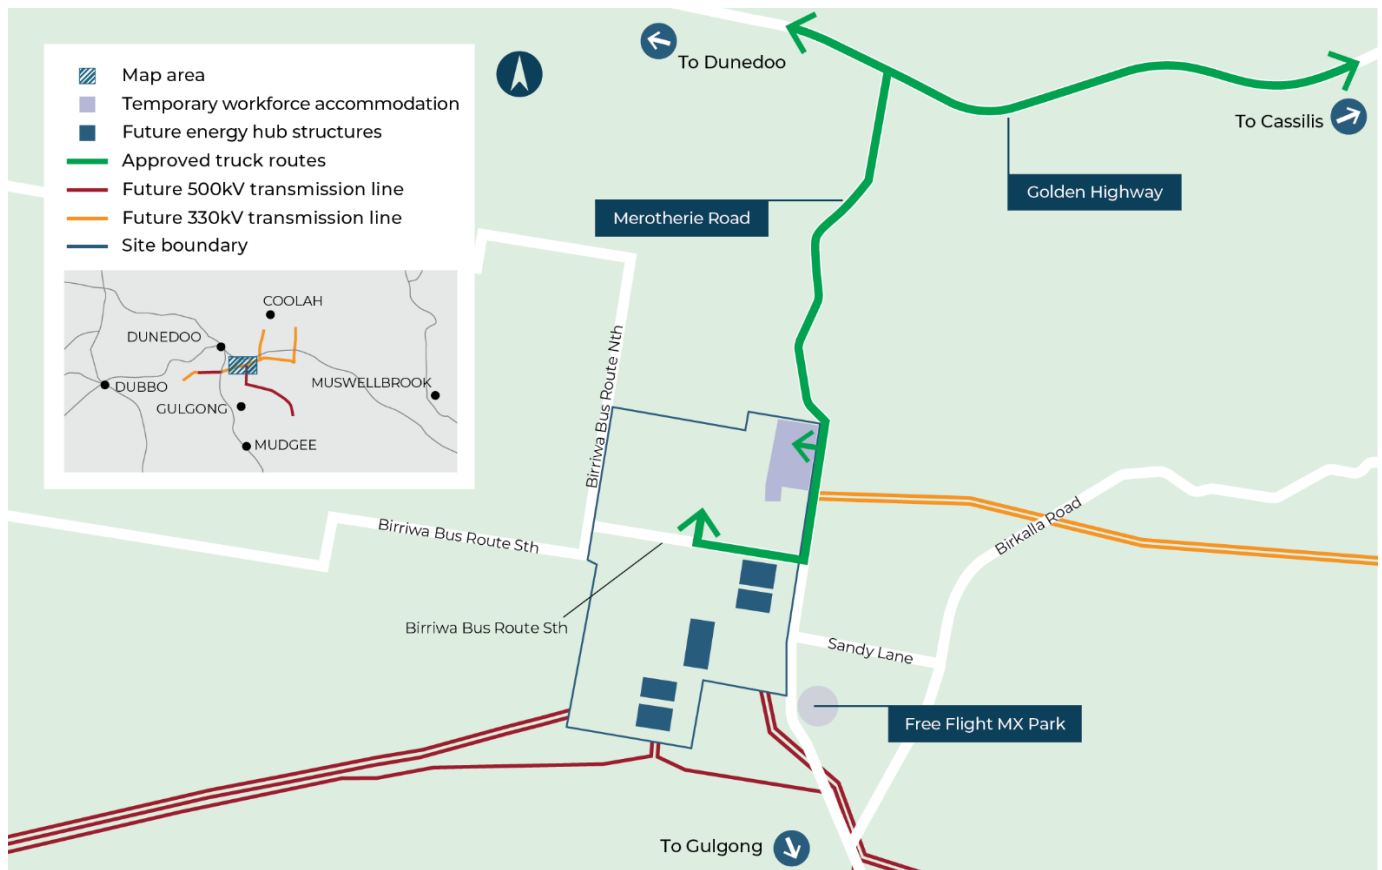 To Dunedoo
To Cassilis
Map area
Temporary workforce accommodation
Future energy hub structures
Approved truck routes
Future 500kV transmission line
Future 330kV transmission line
Site boundary
COOLAH
DUNEDOO
DUBBO
MUSWELLBROOK
GULGONG
MUDGEE
Golden Highway
Merotherie Road
Birriwa Bus Route Nth
Birriwa Bus Route Sth
Birkalla Road
Birriwa Bus Route Sth
Sandy Lane
Free Flight MX Park
To Gulgong